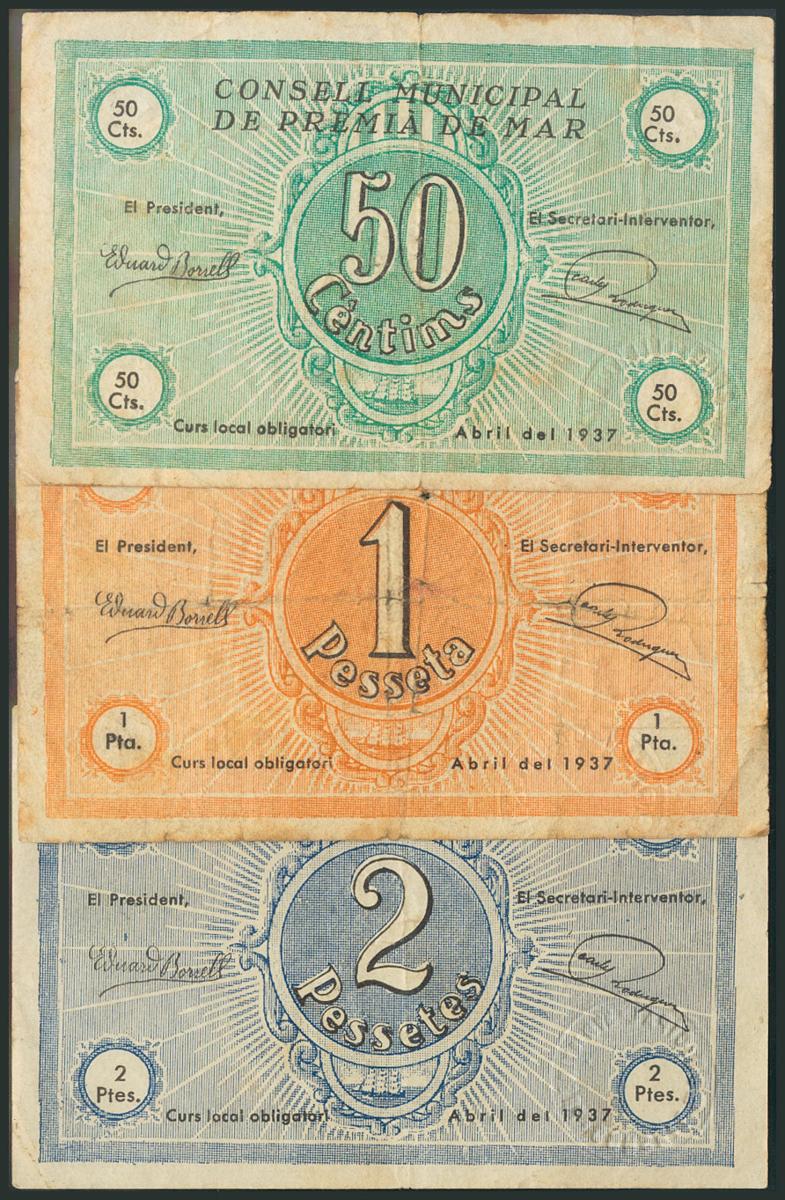 CONSELL MUNICIPAL
DE PREMIÀ DE MAR
50
Cts.
50
Cts.
El President,
El Secretari-Interventor,
50
Cèntims
Eduard Borrell
50
Cts.
50
Cts.
Curs local obligatori
Abril del 1937
El President,
El Secretari-Interventor,
1
Pesseta
Eduard Borrell
1
Pta.
1
Pta.
Curs local obligatori
Abril del 1937
El President,
El Secretari-Interventor,
2
Pessetes
Eduard Borrell
2
Ptes.
2
Ptes.
Curs local obligatori
Abril del 1937